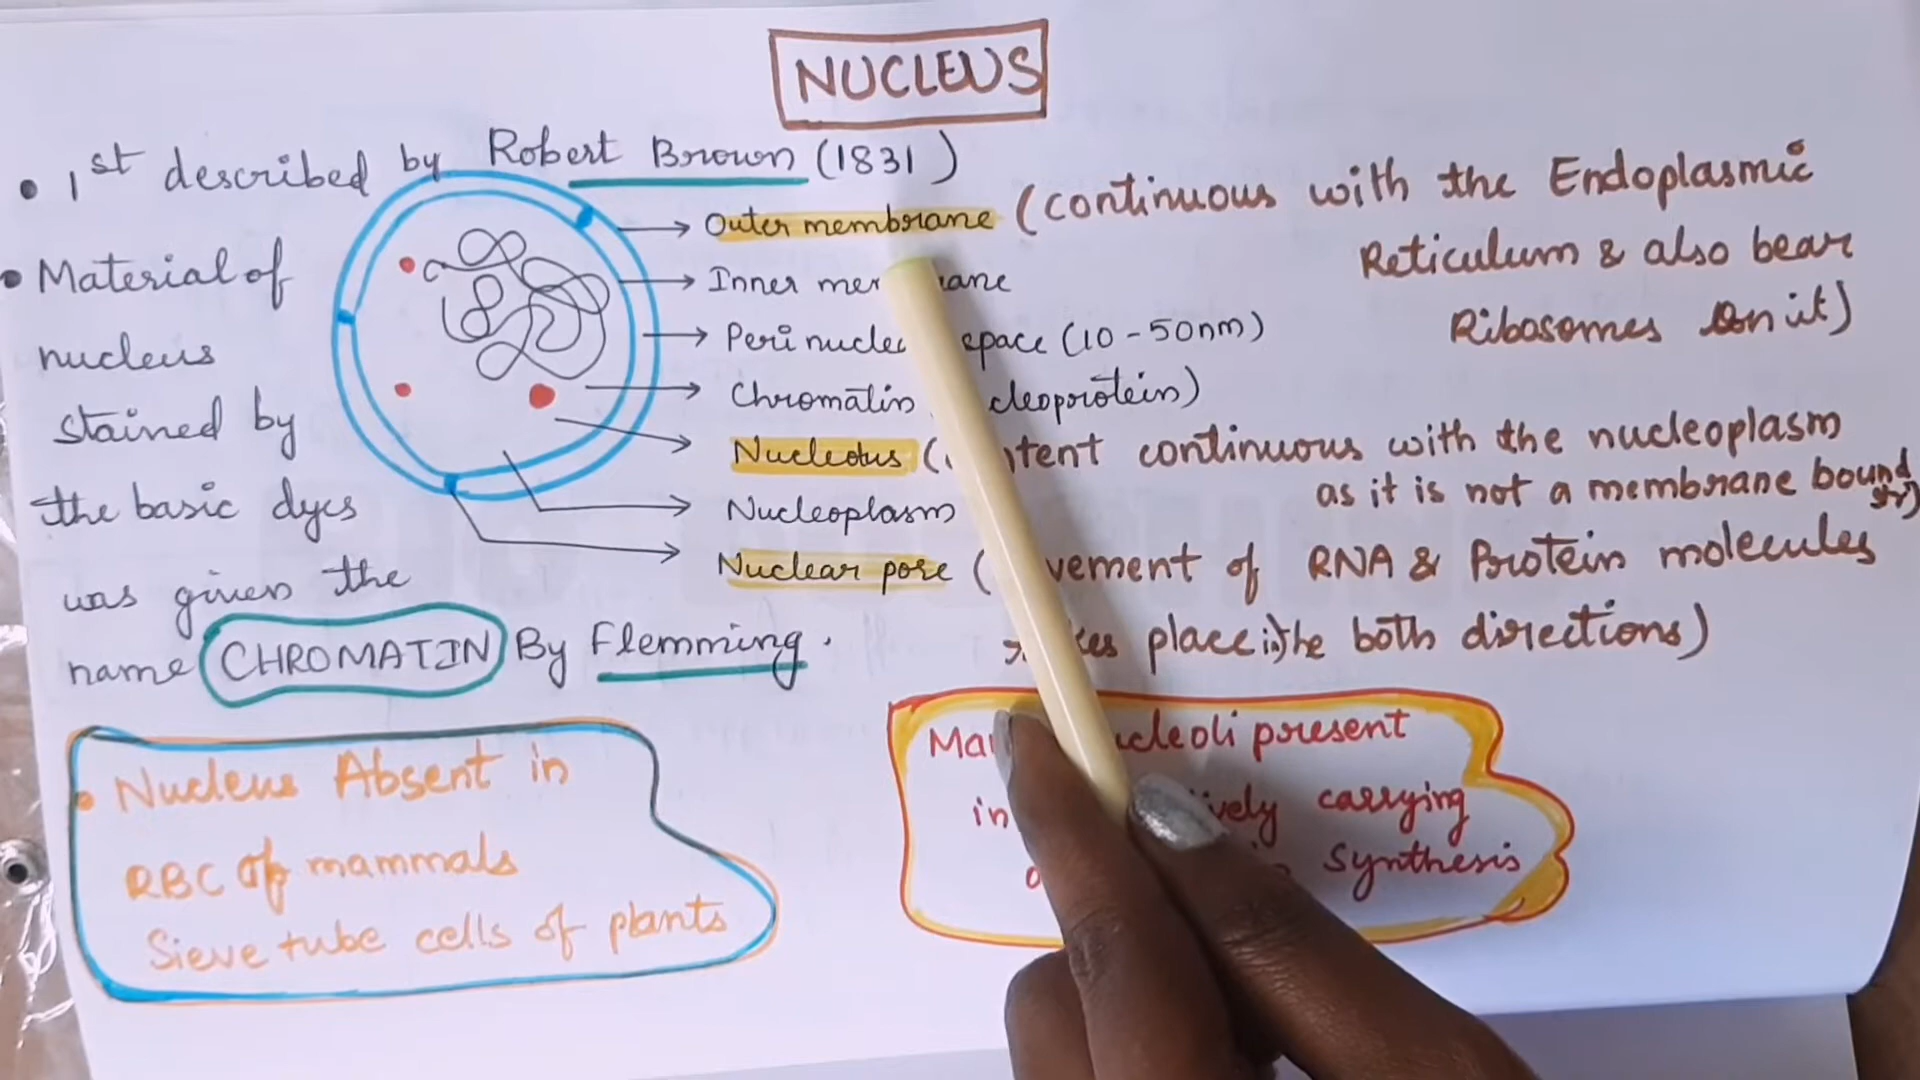 NUCLEUS
• 1st described by Robert Brown (1831)
• Material of
nucleus
stained by
the basic dyes
was given the
name CHROMATIN By Flemming.
Outer membrane (continuous with the Endoplasmic
Reticulum & also bear
Ribosomes on it)
Inner
(10-50nm)
Chromatin
Nucleolus ( continuous with the nucleoplasm
as it is not a membrane bound
str)
Nucleoplasm
Nuclear pore ( of RNA & Protein molecules
place in the both directions)
• Nucleus Absent in
RBC of mammals
Sieve tube cells of plants
present
in carrying
Synthesis